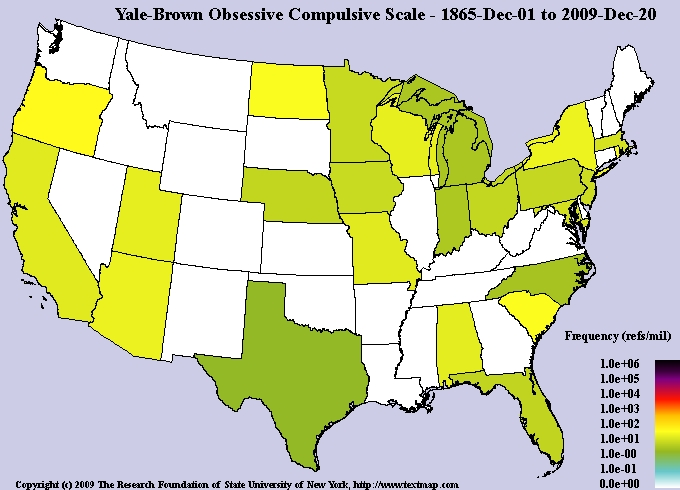 Yale-Brown Obsessive Compulsive Scale - 1865-Dec-01 to 2009-Dec-20
Frequency (refs/mil)
1.0e+06
1.0e+05
1.0e+04
1.0e+03
1.0e+02
1.0e+01
1.0e-00
1.0e-01
0.0e+00
Copyright (c) 2009 The Research Foundation of State University of New York, http://www.textmap.com